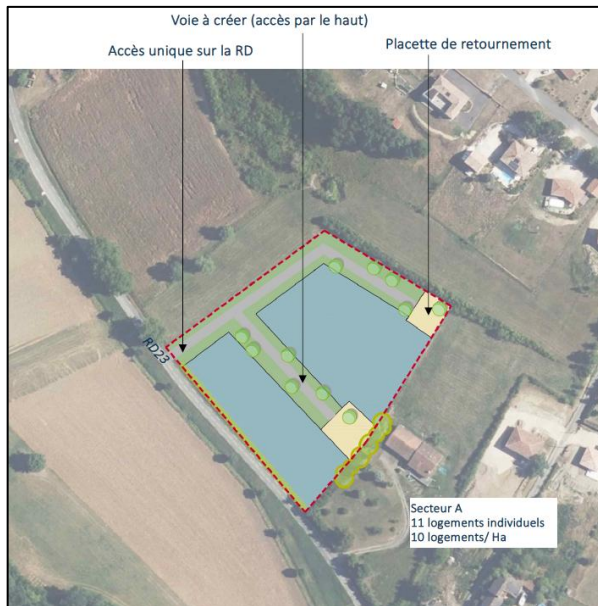 Voie à créer (accès par le haut)
Accès unique sur la RD
Placette de retournement
RD23
Secteur A
11 logements individuels
10 logements/ Ha